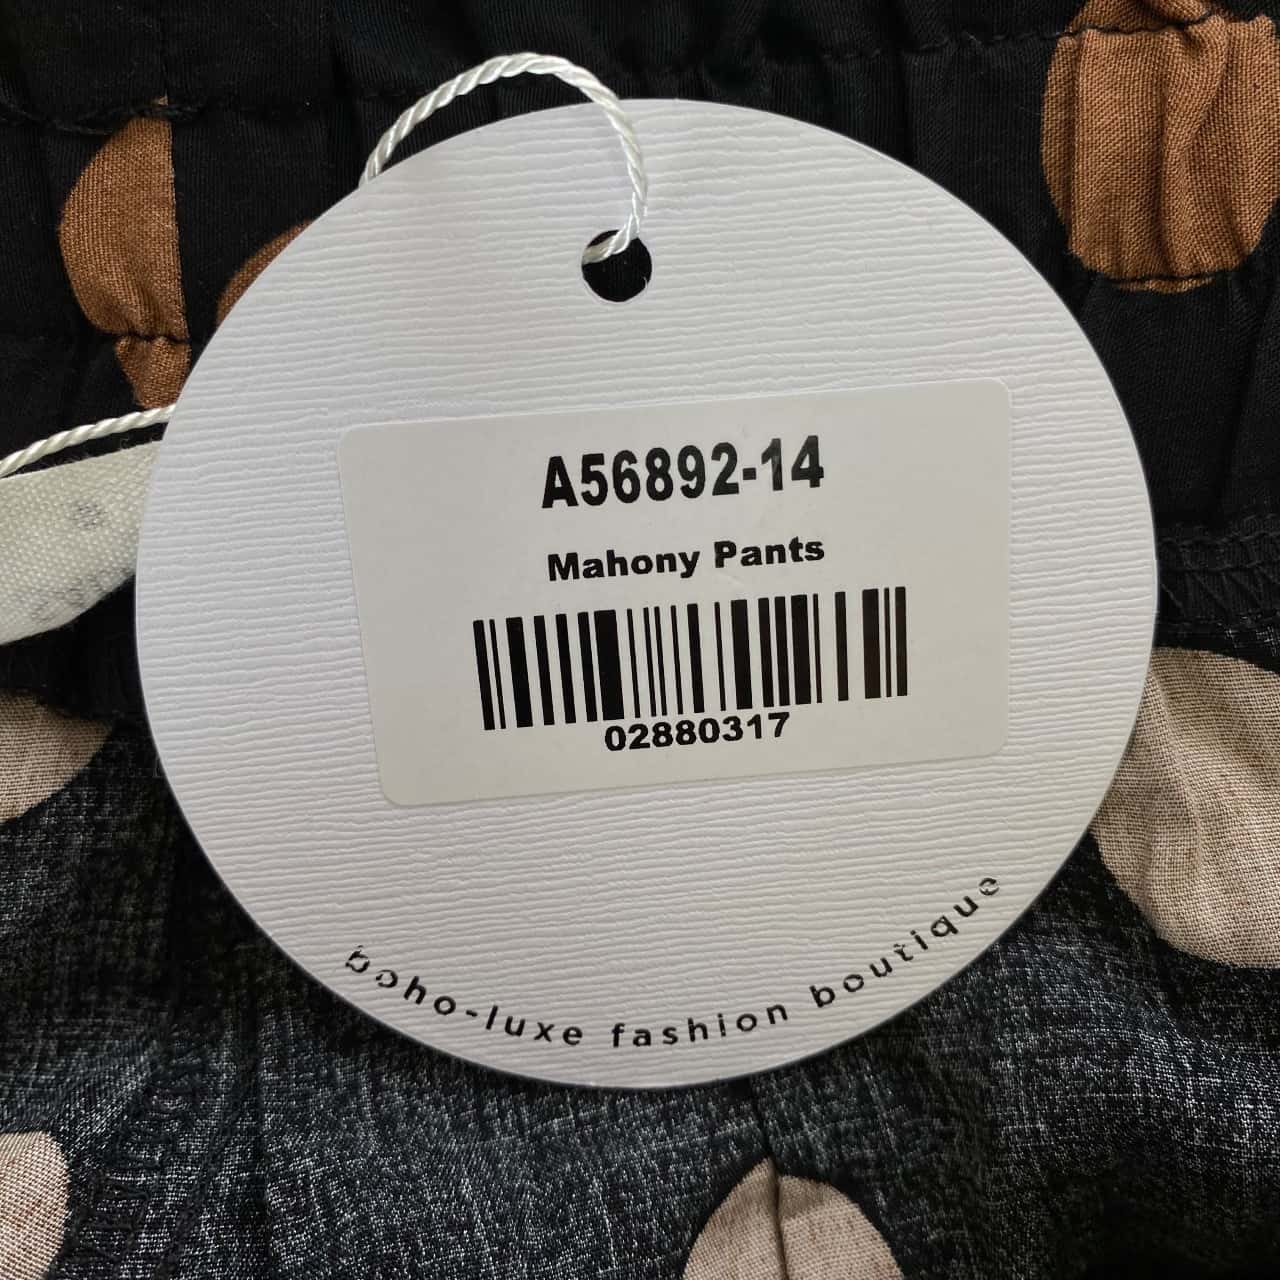 A56892-14
Mahony Pants
02880317
boho-luxe fashion boutique